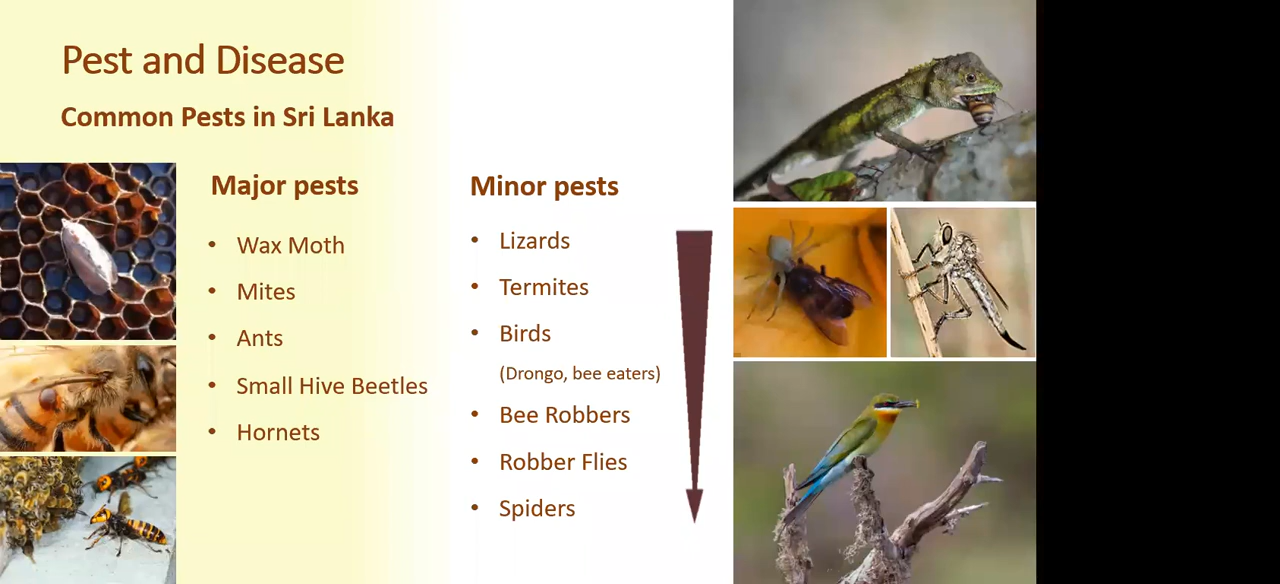 Pest and Disease
Common Pests in Sri Lanka
Major pests
• Wax Moth
• Mites
• Ants
• Small Hive Beetles
• Hornets
Minor pests
• Lizards
• Termites
• Birds
(Drongo, bee eaters)
• Bee Robbers
• Robber Flies
• Spiders